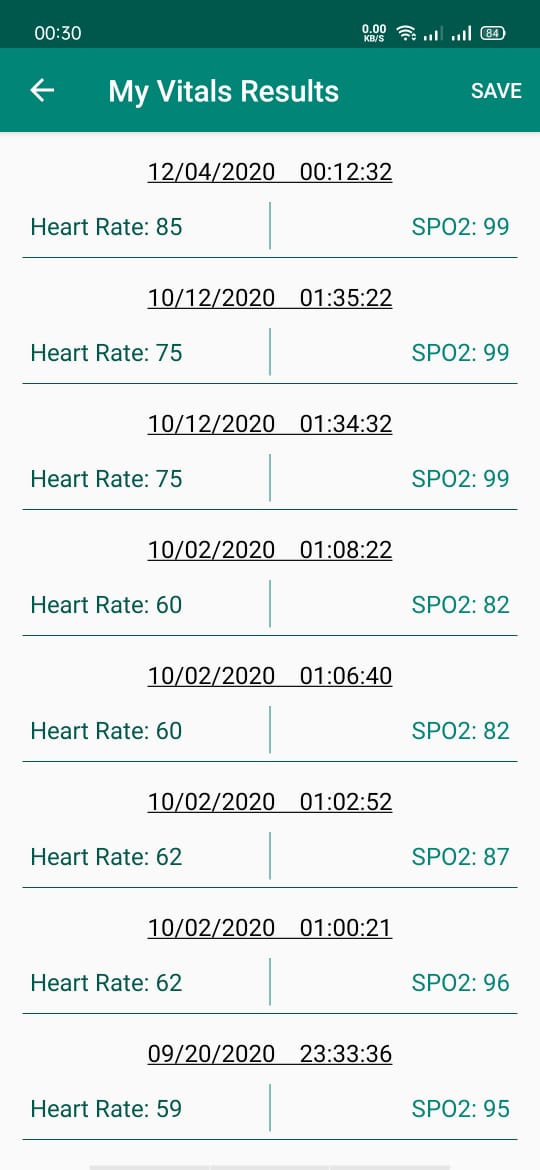 00:30 0.00 KB/S 84
My Vitals Results SAVE
12/04/2020 00:12:32
Heart Rate: 85 SPO2: 99
10/12/2020 01:35:22
Heart Rate: 75 SPO2: 99
10/12/2020 01:34:32
Heart Rate: 75 SPO2: 99
10/02/2020 01:08:22
Heart Rate: 60 SPO2: 82
10/02/2020 01:06:40
Heart Rate: 60 SPO2: 82
10/02/2020 01:02:52
Heart Rate: 62 SPO2: 87
10/02/2020 01:00:21
Heart Rate: 62 SPO2: 96
09/20/2020 23:33:36
Heart Rate: 59 SPO2: 95